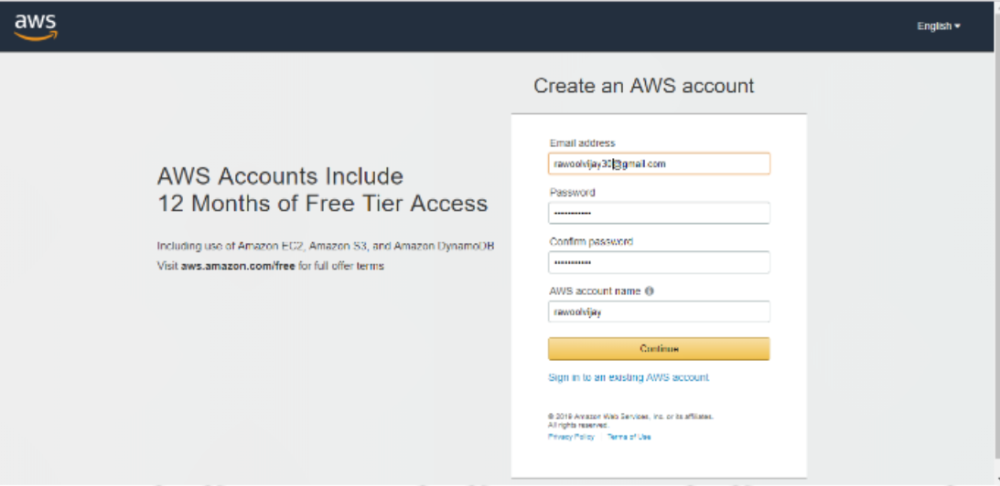 aws
English
Create an AWS account
Email address
rawoolvijay30@gmail.com
AWS Accounts Include
12 Months of Free Tier Access
Password
Including use of Amazon EC2, Amazon S3, and Amazon DynamoDB
Visit aws.amazon.com/free for full offer terms
Confirm password
AWS account name
rawoolvijay
Continue
Sign in to an existing AWS account
© 2019 Amazon Web Services, Inc. or its affiliates.
All rights reserved.
Privacy Policy Terms of Use